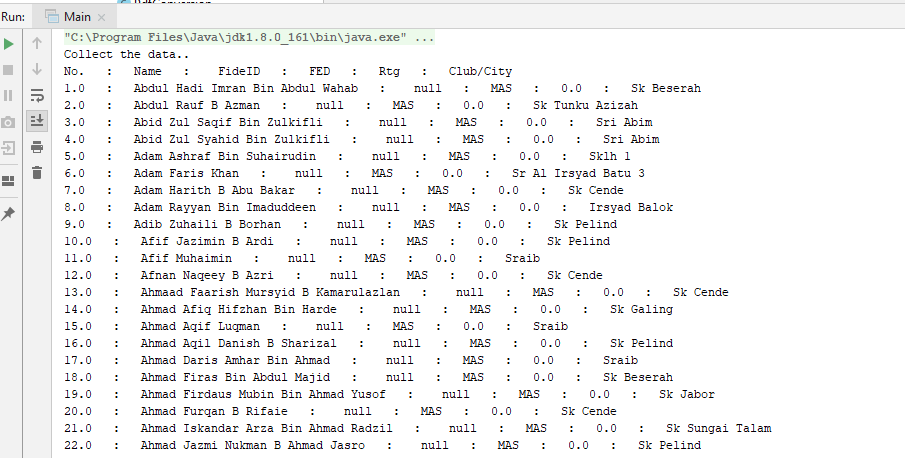 Run: Main ×
"C:\Program Files\Java\jdk1.8.0_161\bin\java.exe" ...
Collect the data..
No. : Name : FideID : FED : Rtg : Club/City
1.0 : Abdul Hadi Imran Bin Abdul Wahab : null : MAS : 0.0 : Sk Beserah
2.0 : Abdul Rauf B Azman : null : MAS : 0.0 : Sk Tunku Azizah
3.0 : Abid Zul Saqif Bin Zulkifli : null : MAS : 0.0 : Sri Abim
4.0 : Abid Zul Syahid Bin Zulkifli : null : MAS : 0.0 : Sri Abim
5.0 : Adam Ashraf Bin Suhairudin : null : MAS : 0.0 : Sklh 1
6.0 : Adam Faris Khan : null : MAS : 0.0 : Sr Al Irsyad Batu 3
7.0 : Adam Harith B Abu Bakar : null : MAS : 0.0 : Sk Cende
8.0 : Adam Rayyan Bin Imaduddeen : null : MAS : 0.0 : Irsyad Balok
9.0 : Adib Zuhaili B Borhan : null : MAS : 0.0 : Sk Pelind
10.0 : Afif Jazimin B Ardi : null : MAS : 0.0 : Sk Pelind
11.0 : Afif Muhaimin : null : MAS : 0.0 : Sraib
12.0 : Afnan Naqeey B Azri : null : MAS : 0.0 : Sk Cende
13.0 : Ahmaad Faarish Mursyid B Kamarulazlan : null : MAS : 0.0 : Sk Cende
14.0 : Ahmad Afiq Hifzhan Bin Harde : null : MAS : 0.0 : Sk Galing
15.0 : Ahmad Aqif Luqman : null : MAS : 0.0 : Sraib
16.0 : Ahmad Aqil Danish B Sharizal : null : MAS : 0.0 : Sk Pelind
17.0 : Ahmad Daris Amhar Bin Ahmad : null : MAS : 0.0 : Sraib
18.0 : Ahmad Firas Bin Abdul Majid : null : MAS : 0.0 : Sk Beserah
19.0 : Ahmad Firdaus Mubin Bin Ahmad Yusof : null : MAS : 0.0 : Sk Jabor
20.0 : Ahmad Furqan B Rifaie : null : MAS : 0.0 : Sk Cende
21.0 : Ahmad Iskandar Arza Bin Ahmad Radzil : null : MAS : 0.0 : Sk Sungai Talam
22.0 : Ahmad Jazmi Nukman B Ahmad Jasro : null : MAS : 0.0 : Sk Pelind